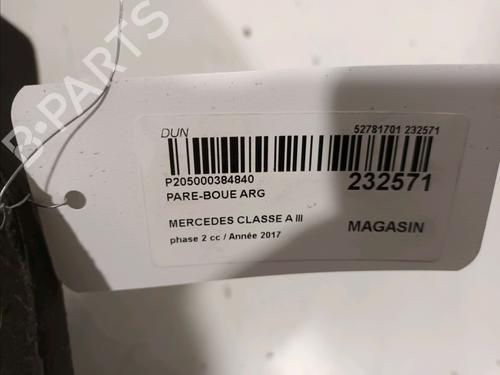 B-PARTS
DUN 52781701 232571
P205000384840 232571
PARE-BOUE ARG
MERCEDES CLASSE A III MAGASIN
phase 2 cc / Année 2017